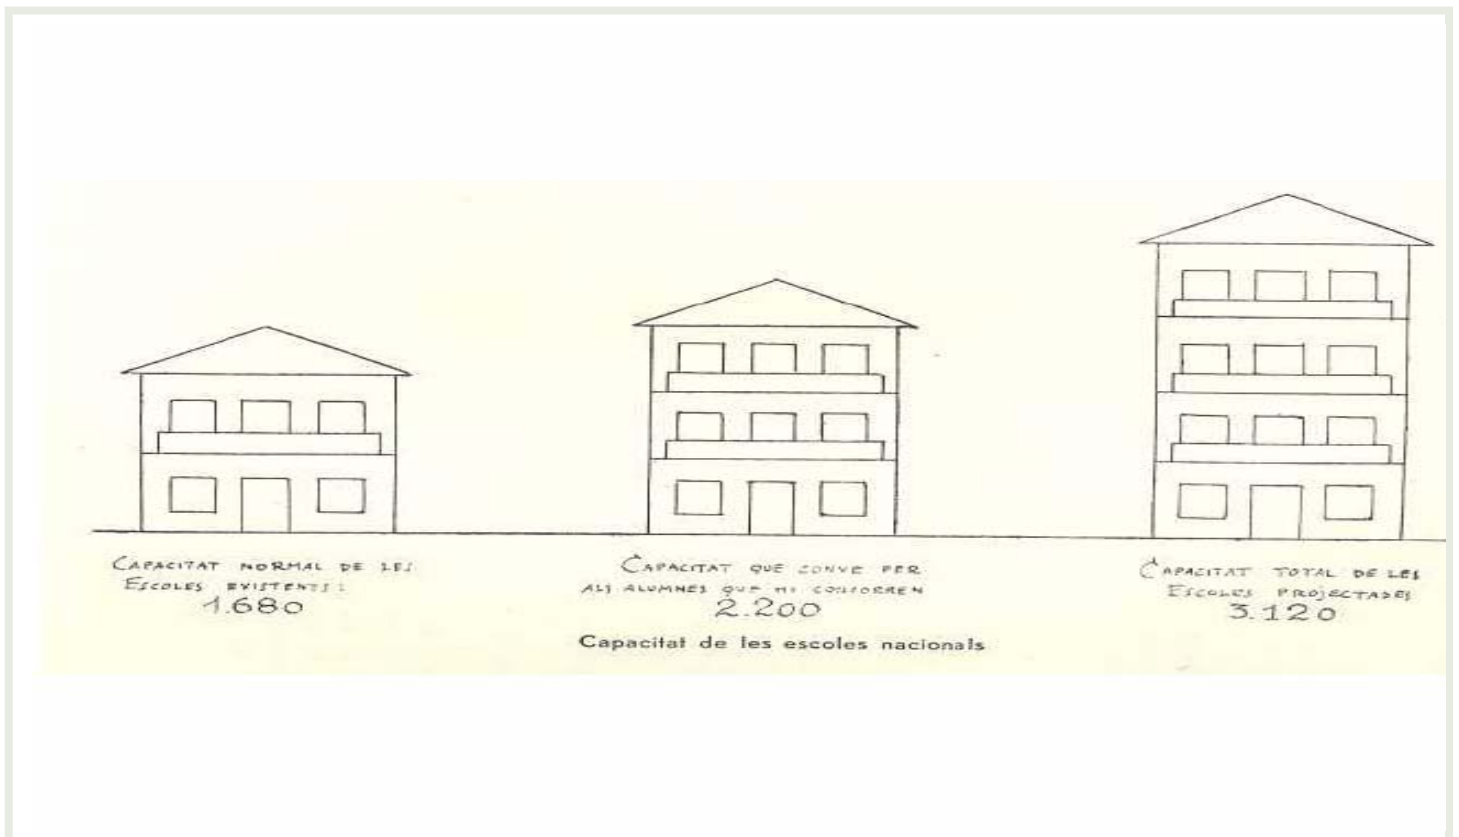 CAPACITAT NORMAL DE LES
ESCOLES EXISTENTS:
1.680
CAPACITAT QUE CONVE PER
ALS ALUMNES QUE HI CONCORREN
2.200
CAPACITAT TOTAL DE LES
ESCOLES PROJECTADES
3.120
Capacitat de les escoles nacionals